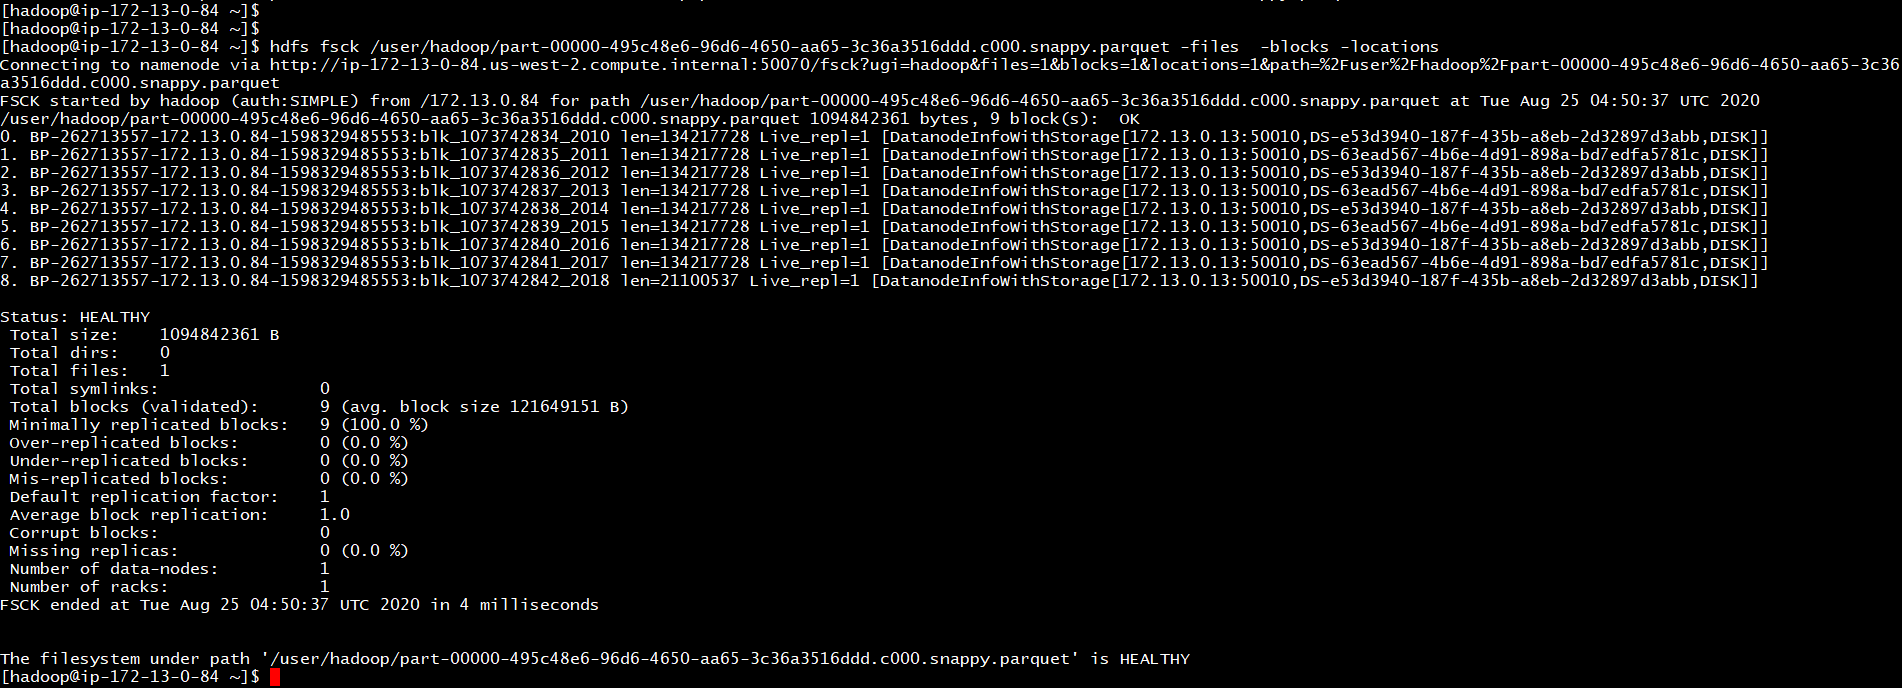 [hadoop@ip-172-13-0-84 ~]$
[hadoop@ip-172-13-0-84 ~]$
[hadoop@ip-172-13-0-84 ~]$ hdfs fsck /user/hadoop/part-00000-495c48e6-96d6-4650-aa65-3c36a3516ddd.c000.snappy.parquet -files  -blocks -locations
Connecting to namenode via http://ip-172-13-0-84.us-west-2.compute.internal:50070/fsck?ugi=hadoop&files=1&blocks=1&locations=1&path=%2Fuser%2Fhadoop%2Fpart-00000-495c48e6-96d6-4650-aa65-3c36
a3516ddd.c000.snappy.parquet
FSCK started by hadoop (auth:SIMPLE) from /172.13.0.84 for path /user/hadoop/part-00000-495c48e6-96d6-4650-aa65-3c36a3516ddd.c000.snappy.parquet at Tue Aug 25 04:50:37 UTC 2020
/user/hadoop/part-00000-495c48e6-96d6-4650-aa65-3c36a3516ddd.c000.snappy.parquet 1094842361 bytes, 9 block(s):  OK
0. BP-262713557-172.13.0.84-1598329485553:blk_1073742834_2010 len=134217728 Live_repl=1 [DatanodeInfoWithStorage[172.13.0.13:50010,DS-e53d3940-187f-435b-a8eb-2d32897d3abb,DISK]]
1. BP-262713557-172.13.0.84-1598329485553:blk_1073742835_2011 len=134217728 Live_repl=1 [DatanodeInfoWithStorage[172.13.0.13:50010,DS-63ead567-4b6e-4d91-898a-bd7edfa5781c,DISK]]
2. BP-262713557-172.13.0.84-1598329485553:blk_1073742836_2012 len=134217728 Live_repl=1 [DatanodeInfoWithStorage[172.13.0.13:50010,DS-e53d3940-187f-435b-a8eb-2d32897d3abb,DISK]]
3. BP-262713557-172.13.0.84-1598329485553:blk_1073742837_2013 len=134217728 Live_repl=1 [DatanodeInfoWithStorage[172.13.0.13:50010,DS-63ead567-4b6e-4d91-898a-bd7edfa5781c,DISK]]
4. BP-262713557-172.13.0.84-1598329485553:blk_1073742838_2014 len=134217728 Live_repl=1 [DatanodeInfoWithStorage[172.13.0.13:50010,DS-e53d3940-187f-435b-a8eb-2d32897d3abb,DISK]]
5. BP-262713557-172.13.0.84-1598329485553:blk_1073742839_2015 len=134217728 Live_repl=1 [DatanodeInfoWithStorage[172.13.0.13:50010,DS-63ead567-4b6e-4d91-898a-bd7edfa5781c,DISK]]
6. BP-262713557-172.13.0.84-1598329485553:blk_1073742840_2016 len=134217728 Live_repl=1 [DatanodeInfoWithStorage[172.13.0.13:50010,DS-e53d3940-187f-435b-a8eb-2d32897d3abb,DISK]]
7. BP-262713557-172.13.0.84-1598329485553:blk_1073742841_2017 len=134217728 Live_repl=1 [DatanodeInfoWithStorage[172.13.0.13:50010,DS-63ead567-4b6e-4d91-898a-bd7edfa5781c,DISK]]
8. BP-262713557-172.13.0.84-1598329485553:blk_1073742842_2018 len=21100537 Live_repl=1 [DatanodeInfoWithStorage[172.13.0.13:50010,DS-e53d3940-187f-435b-a8eb-2d32897d3abb,DISK]]
Status: HEALTHY
Total size:    1094842361 B
Total dirs:    0
Total files:   1
Total symlinks:                0
Total blocks (validated):      9 (avg. block size 121649151 B)
Minimally replicated blocks:   9 (100.0 %)
Over-replicated blocks:        0 (0.0 %)
Under-replicated blocks:       0 (0.0 %)
Mis-replicated blocks:         0 (0.0 %)
Default replication factor:    1
Average block replication:     1.0
Corrupt blocks:                0
Missing replicas:              0 (0.0 %)
Number of data-nodes:          1
Number of racks:               1
FSCK ended at Tue Aug 25 04:50:37 UTC 2020 in 4 milliseconds
The filesystem under path '/user/hadoop/part-00000-495c48e6-96d6-4650-aa65-3c36a3516ddd.c000.snappy.parquet' is HEALTHY
[hadoop@ip-172-13-0-84 ~]$